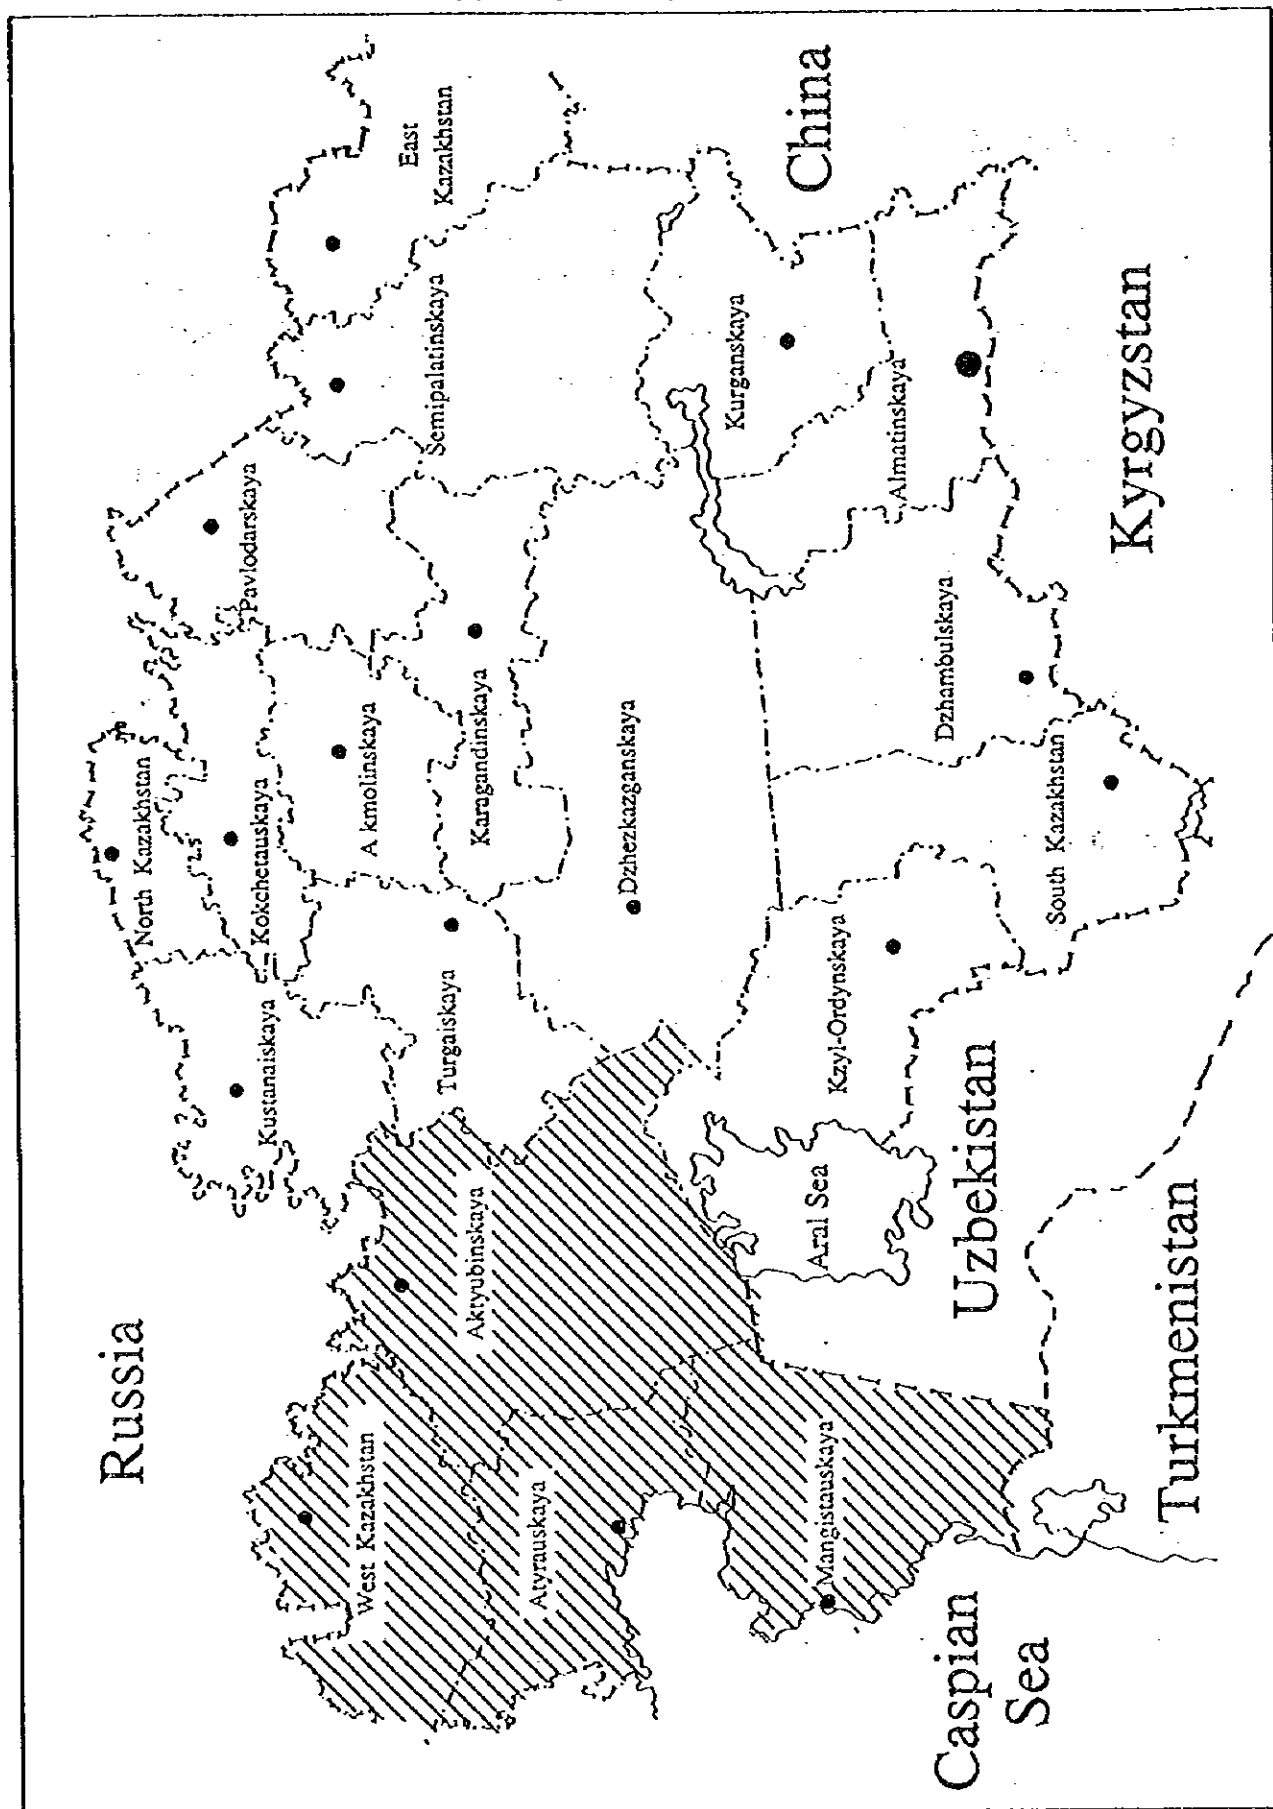 Russia
China
Kyrgyzstan
Uzbekistan
Turkmenistan
Caspian
Sea
Aral Sea
North Kazakhstan
Kokchetauskaya
Kustanaiskaya
Pavlodarskaya
Akmolinskaya
Karagandinskaya
Turgaiskaya
East
Kazakhstan
Semipalatinskaya
Dzhezkazganskaya
Kurganskaya
Almatinskaya
Dzhambulskaya
South Kazakhstan
Kzyl-Ordynskaya
Aktyubinskaya
West Kazakhstan
Atyrauskaya
Mangistauskaya